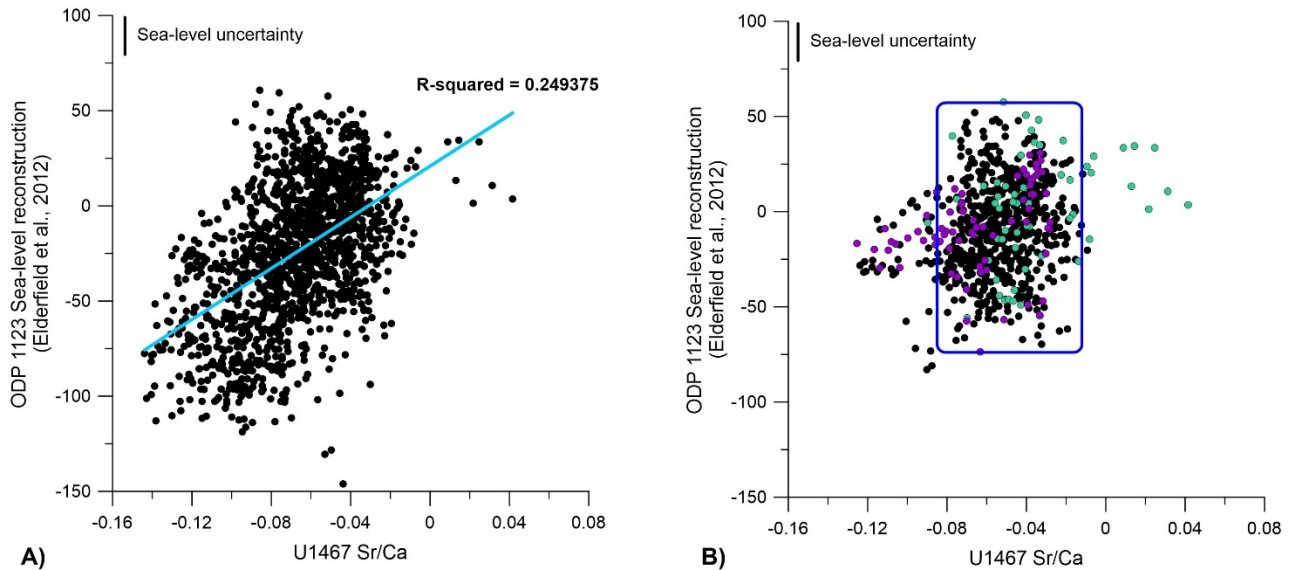 100
50
0
-50
-100
-150
ODP 1123 Sea-level reconstruction
(Elderfield et al., 2012)
Sea-level uncertainty
R-squared = 0.249375
-0.16
-0.12
-0.08
-0.04
0
0.04
0.08
U1467 Sr/Ca
A)
100
50
0
-50
-100
-150
ODP 1123 Sea-level reconstruction
(Elderfield et al., 2012)
Sea-level uncertainty
-0.16
-0.12
-0.08
-0.04
0
0.04
0.08
U1467 Sr/Ca
B)